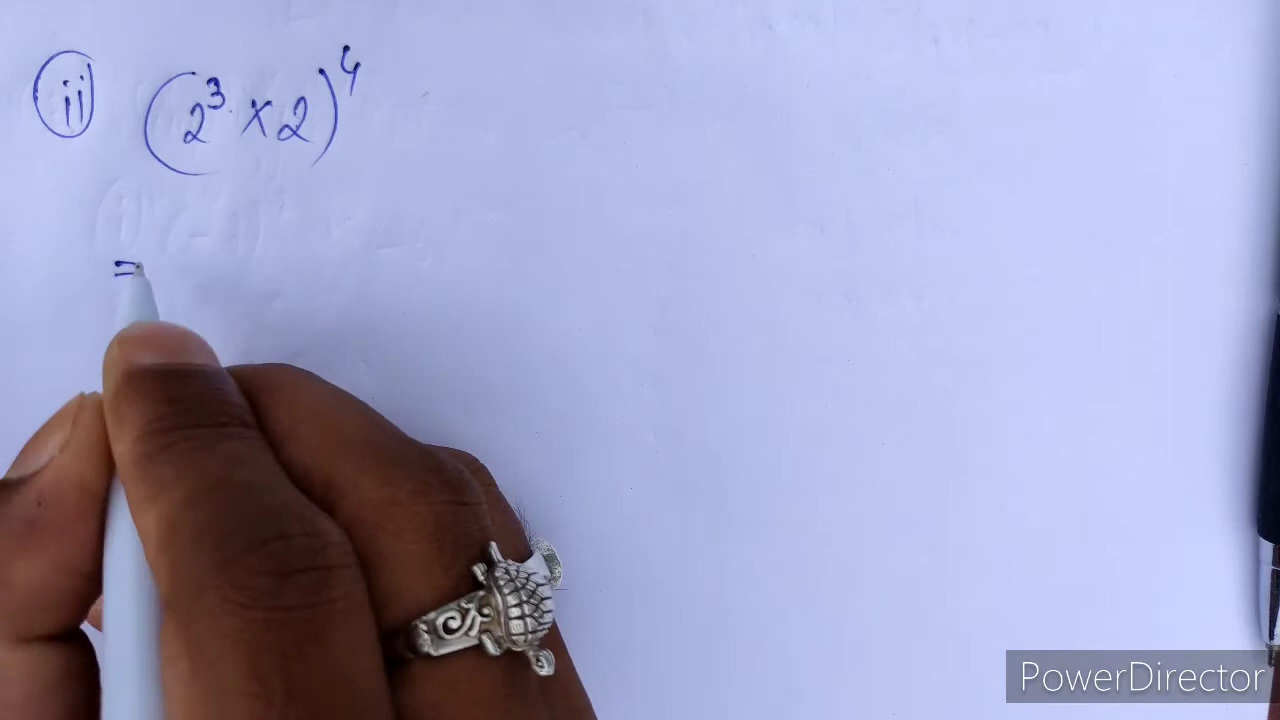 ii (2³ × 2)⁴
=
PowerDirector